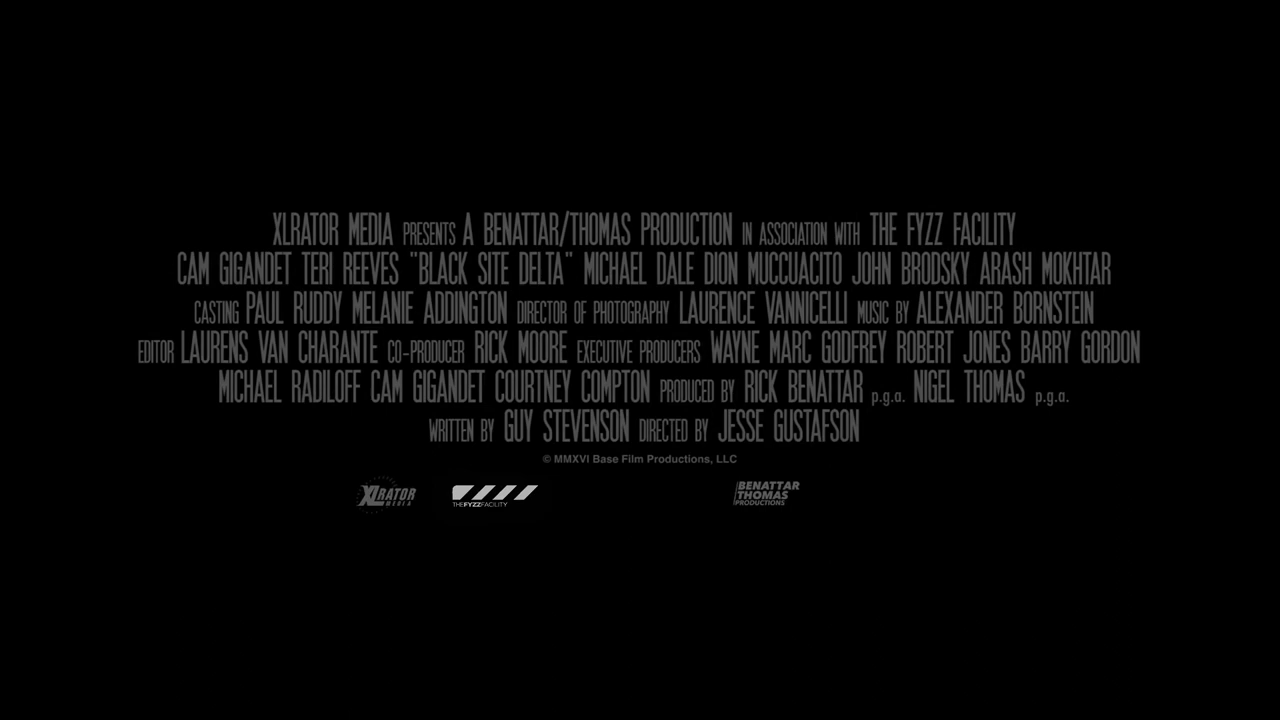 XLRATOR MEDIA PRESENTS A BENATTAR/THOMAS PRODUCTION IN ASSOCIATION WITH THE FYZZ FACILITY
CAM GIGANDET TERI REEVES "BLACK SITE DELTA" MICHAEL DALE DION MUCCUACITO JOHN BRODSKY ARASH MOKHTAR
CASTING PAUL RUDDY MELANIE ADDINGTON DIRECTOR OF PHOTOGRAPHY LAURENCE VANNICELLI MUSIC BY ALEXANDER BORNSTEIN
EDITOR LAURENS VAN CHARANTE CO-PRODUCER RICK MOORE EXECUTIVE PRODUCERS WAYNE MARC GODFREY ROBERT JONES BARRY GORDON
MICHAEL RADILOFF CAM GIGANDET COURTNEY COMPTON PRODUCED BY RICK BENATTAR p.g.a. NIGEL THOMAS p.g.a.
WRITTEN BY GUY STEVENSON DIRECTED BY JESSE GUSTAFSON
© MMXVI Base Film Productions, LLC
XLRATOR
MEDIA
THEFYZZFACILITY
BENATTAR
THOMAS
PRODUCTIONS